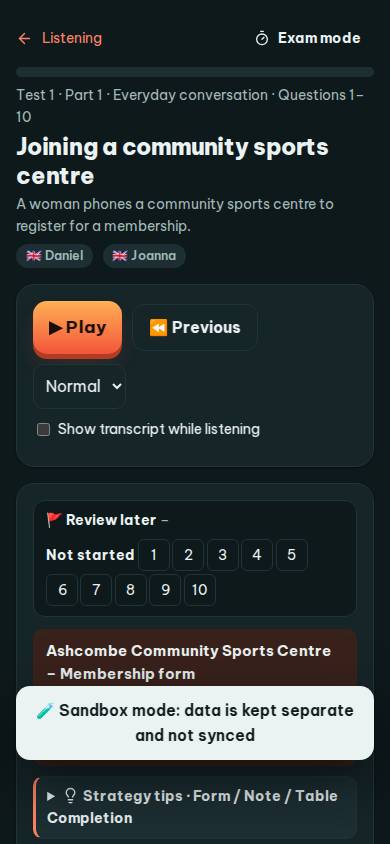 ← Listening
Exam mode
Test 1 · Part 1 · Everyday conversation · Questions 1–
10
Joining a community sports
centre
A woman phones a community sports centre to
register for a membership.
🇬🇧 Daniel 🇬🇧 Joanna
▶ Play ⏪ Previous
Normal
Show transcript while listening
🚩 Review later –
Not started 1 2 3 4 5
6 7 8 9 10
Ashcombe Community Sports Centre
– Membership form
🧪 Sandbox mode: data is kept separate
and not synced
▶ Strategy tips · Form / Note / Table
Completion